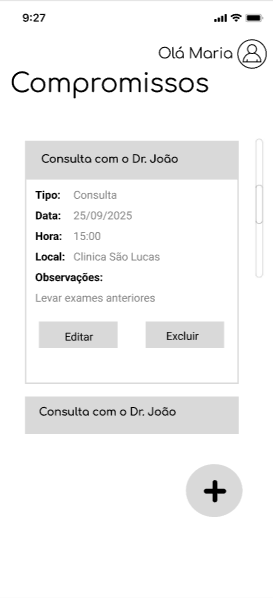 9:27
Olá Maria
Compromissos
Consulta com o Dr. João
Tipo: Consulta
Data: 25/09/2025
Hora: 15:00
Local: Clinica São Lucas
Observações:
Levar exames anteriores
Editar Excluir
Consulta com o Dr. João